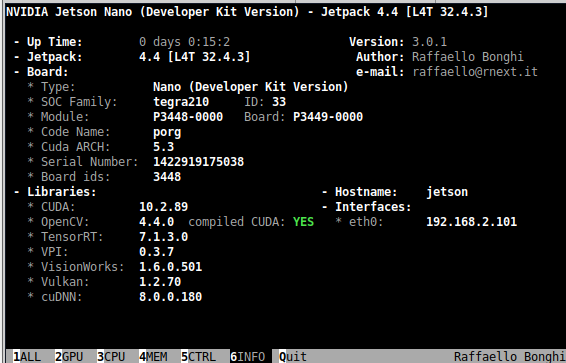 NVIDIA Jetson Nano (Developer Kit Version) - Jetpack 4.4 [L4T 32.4.3]
- Up Time: 0 days 0:15:2 Version: 3.0.1
- Jetpack: 4.4 [L4T 32.4.3] Author: Raffaello Bonghi
- Board: e-mail: raffaello@rnext.it
* Type: Nano (Developer Kit Version)
* SOC Family: tegra210 ID: 33
* Module: P3448-0000 Board: P3449-0000
* Code Name: porg
* Cuda ARCH: 5.3
* Serial Number: 1422919175038
* Board ids: 3448
- Libraries: - Hostname: jetson
* CUDA: 10.2.89 - Interfaces:
* OpenCV: 4.4.0 compiled CUDA: YES * eth0: 192.168.2.101
* TensorRT: 7.1.3.0
* VPI: 0.3.7
* VisionWorks: 1.6.0.501
* Vulkan: 1.2.70
* cuDNN: 8.0.0.180
1ALL 2GPU 3CPU 4MEM 5CTRL 6INFO Quit Raffaello Bonghi